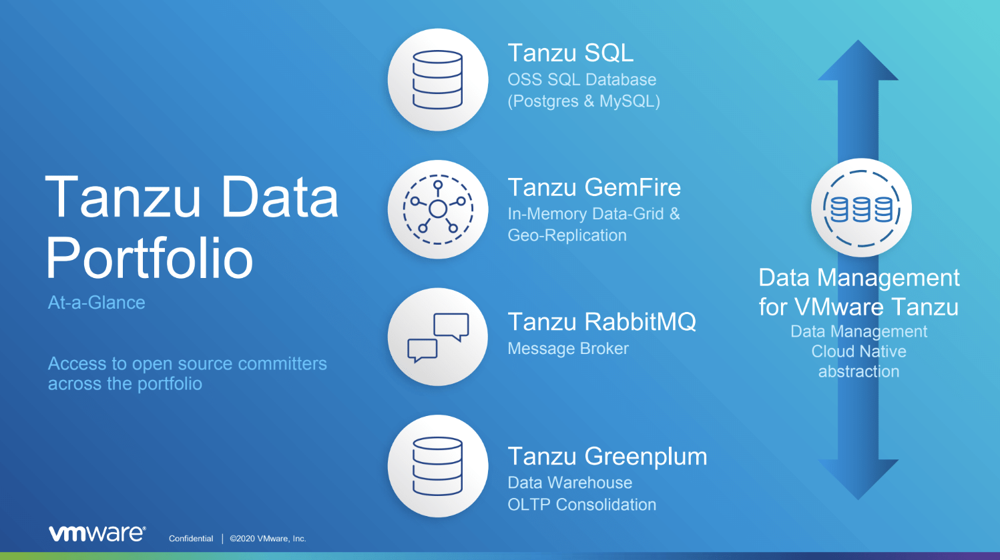 Tanzu Data
Portfolio
At-a-Glance
Access to open source committers
across the portfolio
Tanzu SQL
OSS SQL Database
(Postgres & MySQL)
Tanzu GemFire
In-Memory Data-Grid &
Geo-Replication
Tanzu RabbitMQ
Message Broker
Tanzu Greenplum
Data Warehouse
OLTP Consolidation
Data Management
for VMware Tanzu
Data Management
Cloud Native
abstraction
vmware®
Confidential | ©2020 VMware, Inc.